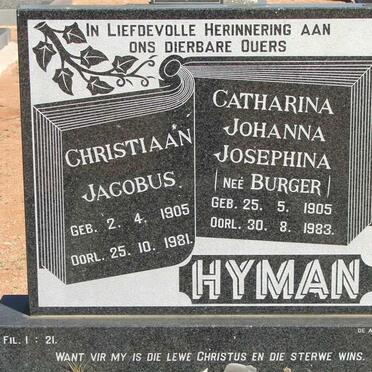 In Liefdevolle Herinnering aan
ons Dierbare Ouers
Christiaan
Jacobus
Geb. 2. 4. 1905
Oorl. 25. 10. 1981.
Catharina
Johanna
Josephina
(neé Burger)
Geb. 25. 5. 1905
Oorl. 30. 8. 1983.
HYMAN
Fil. 1 : 21.
Want vir my is die lewe Christus en die sterwe wins.